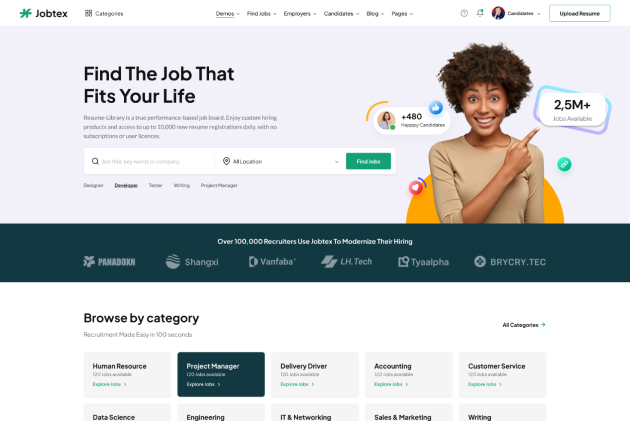 Jobtex
Categories
Demos
Find Jobs
Employers
Candidates
Blog
Pages
Candidates
Upload Resume
Find The Job That
Fits Your Life
Resume-Library is a true performance-based job board. Enjoy custom hiring
products and access to up to 10,000 new resume registrations daily, with no
subscriptions or user licences.
Job title, key words or company
All Location
Find Jobs
Designer
Developer
Tester
Writing
Project Manager
+480
Happy Candidates
2,5M+
Jobs Available
Over 100,000 Recruiters Use Jobtex To Modernize Their Hiring
PANADOXN
Shangxi
Vanfaba
LH.Tech
Tyaalpha
BRYCRY.TEC
Browse by category
Recruitment Made Easy in 100 seconds
All Categories
Human Resource
120 Jobs available
Explore Jobs
Project Manager
120 Jobs available
Explore Jobs
Delivery Driver
120 Jobs available
Explore Jobs
Accounting
120 Jobs available
Explore Jobs
Customer Service
120 Jobs available
Explore Jobs
Data Science
Engineering
IT & Networking
Sales & Marketing
Writing